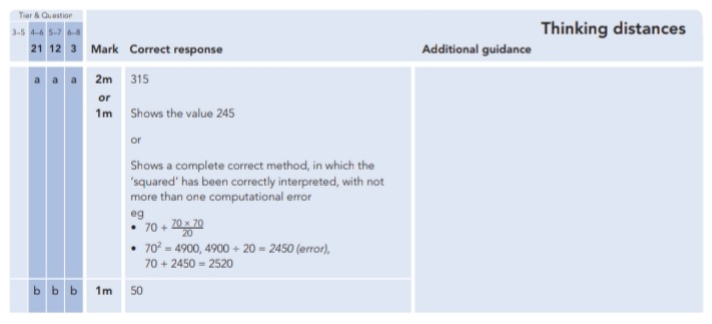 Tier & Question
Thinking distances
3–5 4–6 5–7 6–8
21 12 3 Mark Correct response Additional guidance
a a a 2m 315
or
1m Shows the value 245
or
Shows a complete correct method, in which the
'squared' has been correctly interpreted, with not
more than one computational error
eg
• 70 + 70 × 70 / 20
• 70² = 4900, 4900 ÷ 20 = 2450 (error),
70 + 2450 = 2520
b b b 1m 50